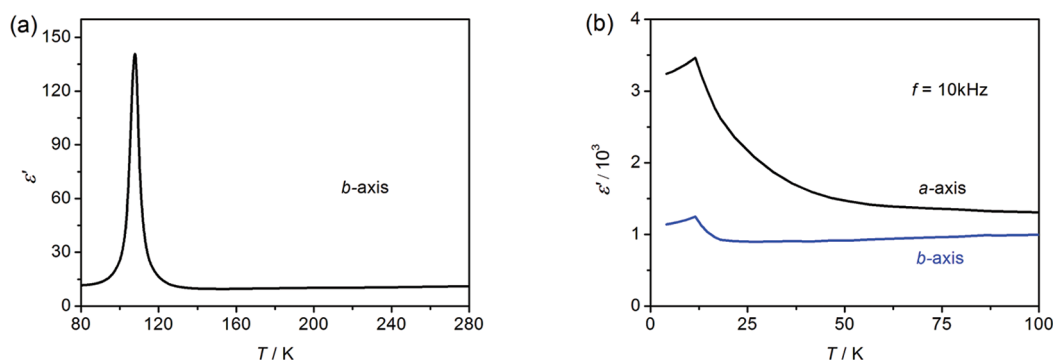 (a)
150
120
90
60
30
0
ε'
b-axis
80 120 160 200 240 280
T / K
(b)
4
3
2
1
0
ε' / 10³
f = 10kHz
a-axis
b-axis
0 25 50 75 100
T / K